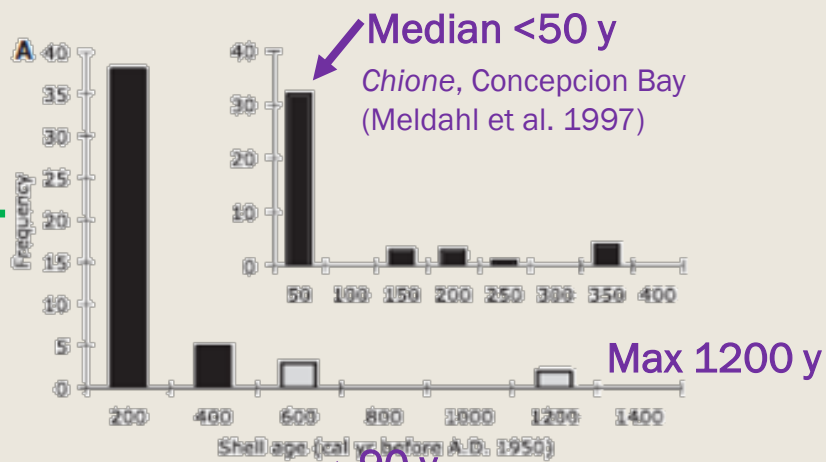 Median <50 y
Chione, Concepcion Bay
(Meldahl et al. 1997)
A
40
35
30
25
20
15
10
5
0
Frequency
40
30
20
10
0
50 100 150 200 250 300 350 400
Max 1200 y
200 400 600 800 1000 1200 1400
Shell age (cal yr before A.D. 1950)
90 y